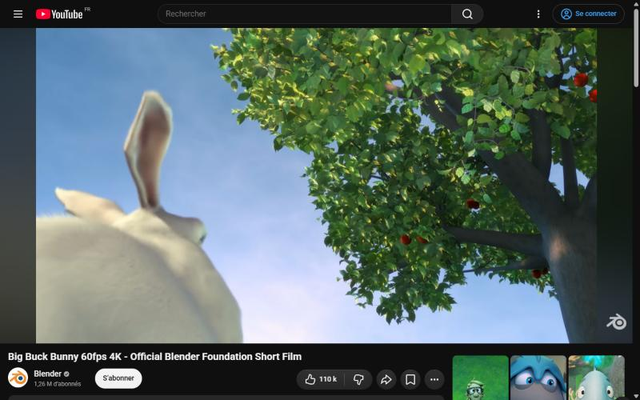 YouTube FR
Rechercher
Se connecter
Big Buck Bunny 60fps 4K - Official Blender Foundation Short Film
Blender
1,26 M d'abonnés
S'abonner
110 k